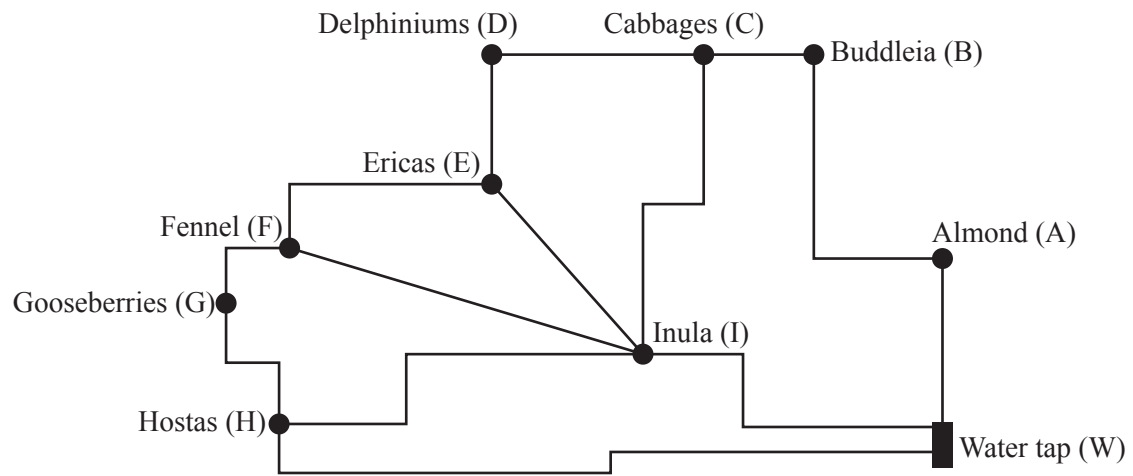 Delphiniums (D)
Cabbages (C)
Buddleia (B)
Ericas (E)
Fennel (F)
Almond (A)
Gooseberries (G)
Inula (I)
Hostas (H)
Water tap (W)